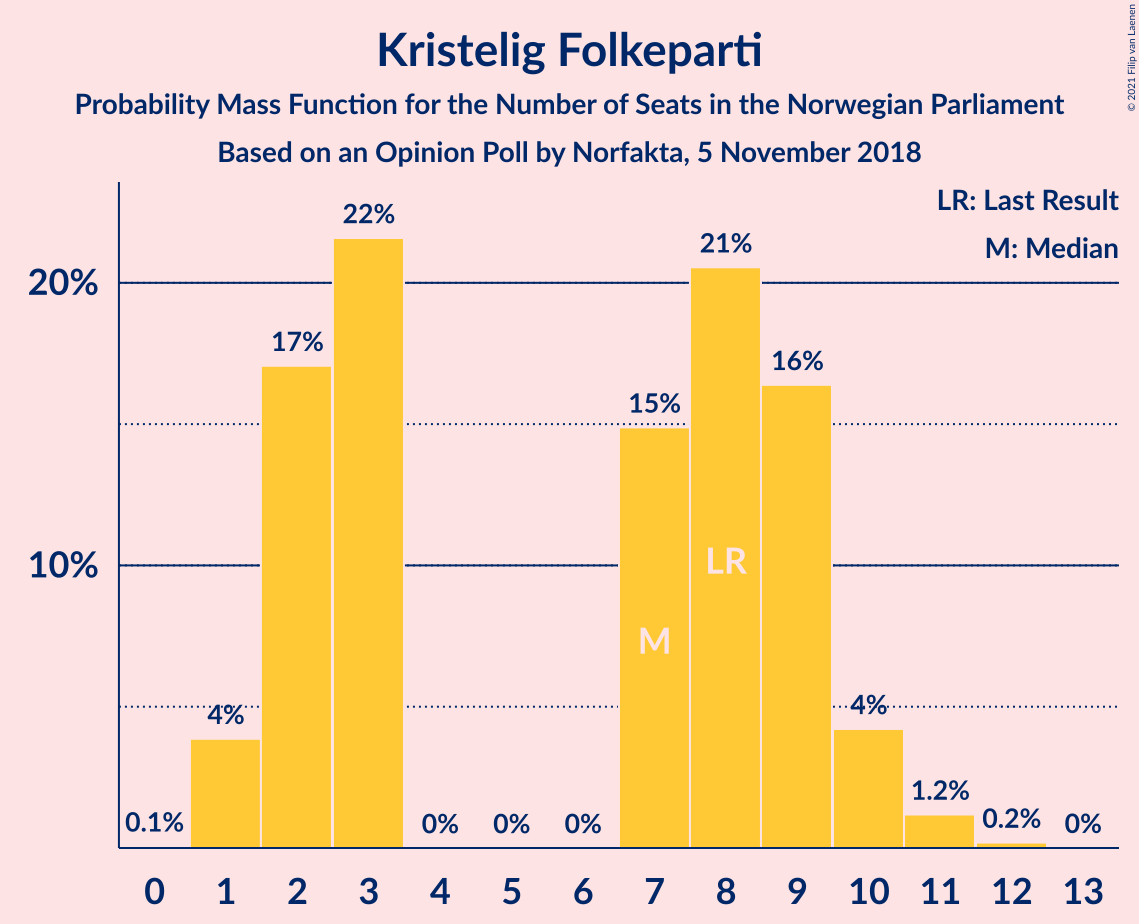 Kristelig Folkeparti
Probability Mass Function for the Number of Seats in the Norwegian Parliament
Based on an Opinion Poll by Norfakta, 5 November 2018
© 2021 Filip van Laenen
LR: Last Result
M: Median
22%
21%
20%
17%
16%
15%
10%
LR
M
4%
4%
1.2%
0.1%
0%
0%
0%
0.2%
0%
0 1 2 3 4 5 6 7 8 9 10 11 12 13